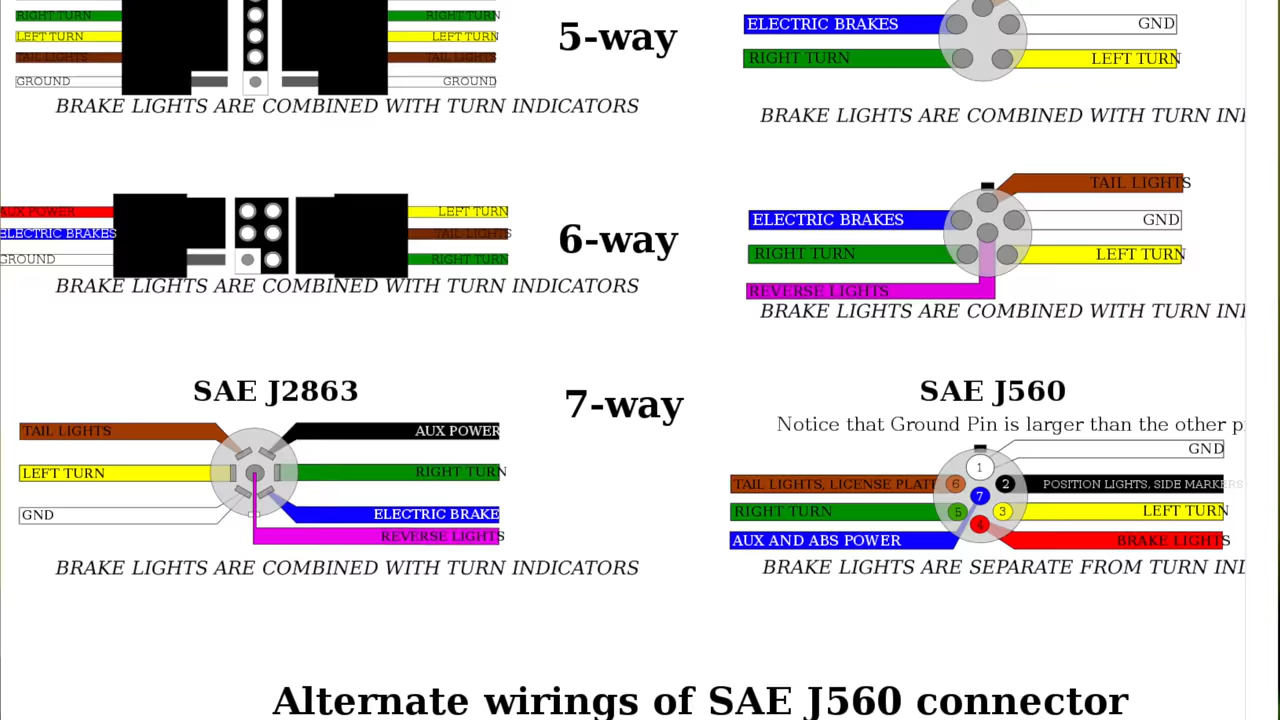 RIGHT TURN
RIGHT TURN
LEFT TURN
LEFT TURN
TAIL LIGHTS
TAIL LIGHTS
GROUND
GROUND
BRAKE LIGHTS ARE COMBINED WITH TURN INDICATORS
5-way
ELECTRIC BRAKES
GND
RIGHT TURN
LEFT TURN
BRAKE LIGHTS ARE COMBINED WITH TURN INI
AUX POWER
LEFT TURN
ELECTRIC BRAKES
TAIL LIGHTS
GROUND
RIGHT TURN
BRAKE LIGHTS ARE COMBINED WITH TURN INDICATORS
6-way
TAIL LIGHTS
ELECTRIC BRAKES
GND
RIGHT TURN
LEFT TURN
REVERSE LIGHTS
BRAKE LIGHTS ARE COMBINED WITH TURN INI
7-way
SAE J2863
TAIL LIGHTS
AUX POWER
LEFT TURN
RIGHT TURN
GND
ELECTRIC BRAKE
REVERSE LIGHTS
BRAKE LIGHTS ARE COMBINED WITH TURN INDICATORS
SAE J560
Notice that Ground Pin is larger than the other p
GND
1
TAIL LIGHTS, LICENSE PLATE
6
2
POSITION LIGHTS, SIDE MARKERS
7
RIGHT TURN
5
3
LEFT TURN
4
AUX AND ABS POWER
BRAKE LIGHTS
BRAKE LIGHTS ARE SEPARATE FROM TURN INI
Alternate wirings of SAE J560 connector